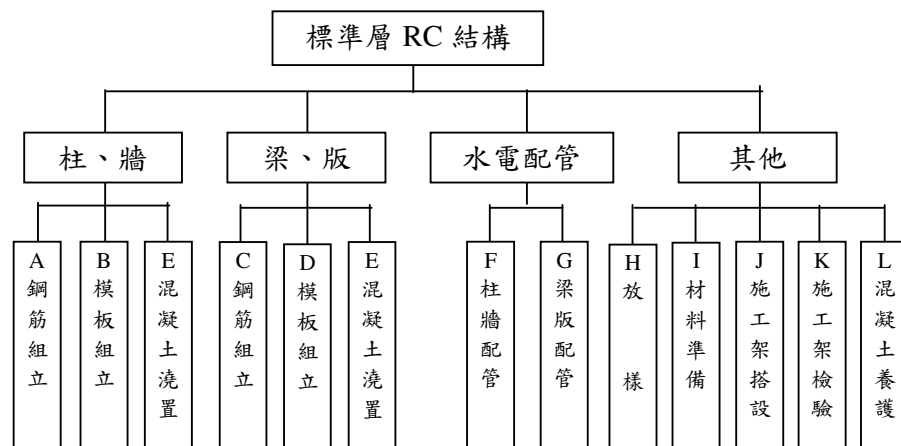 標準層 RC 結構
柱、牆
梁、版
水電配管
其他
A 鋼筋組立
B 模板組立
E 混凝土澆置
C 鋼筋組立
D 模板組立
E 混凝土澆置
F 柱牆配管
G 梁版配管
H 放樣
I 材料準備
J 施工架搭設
K 施工架檢驗
L 混凝土養護